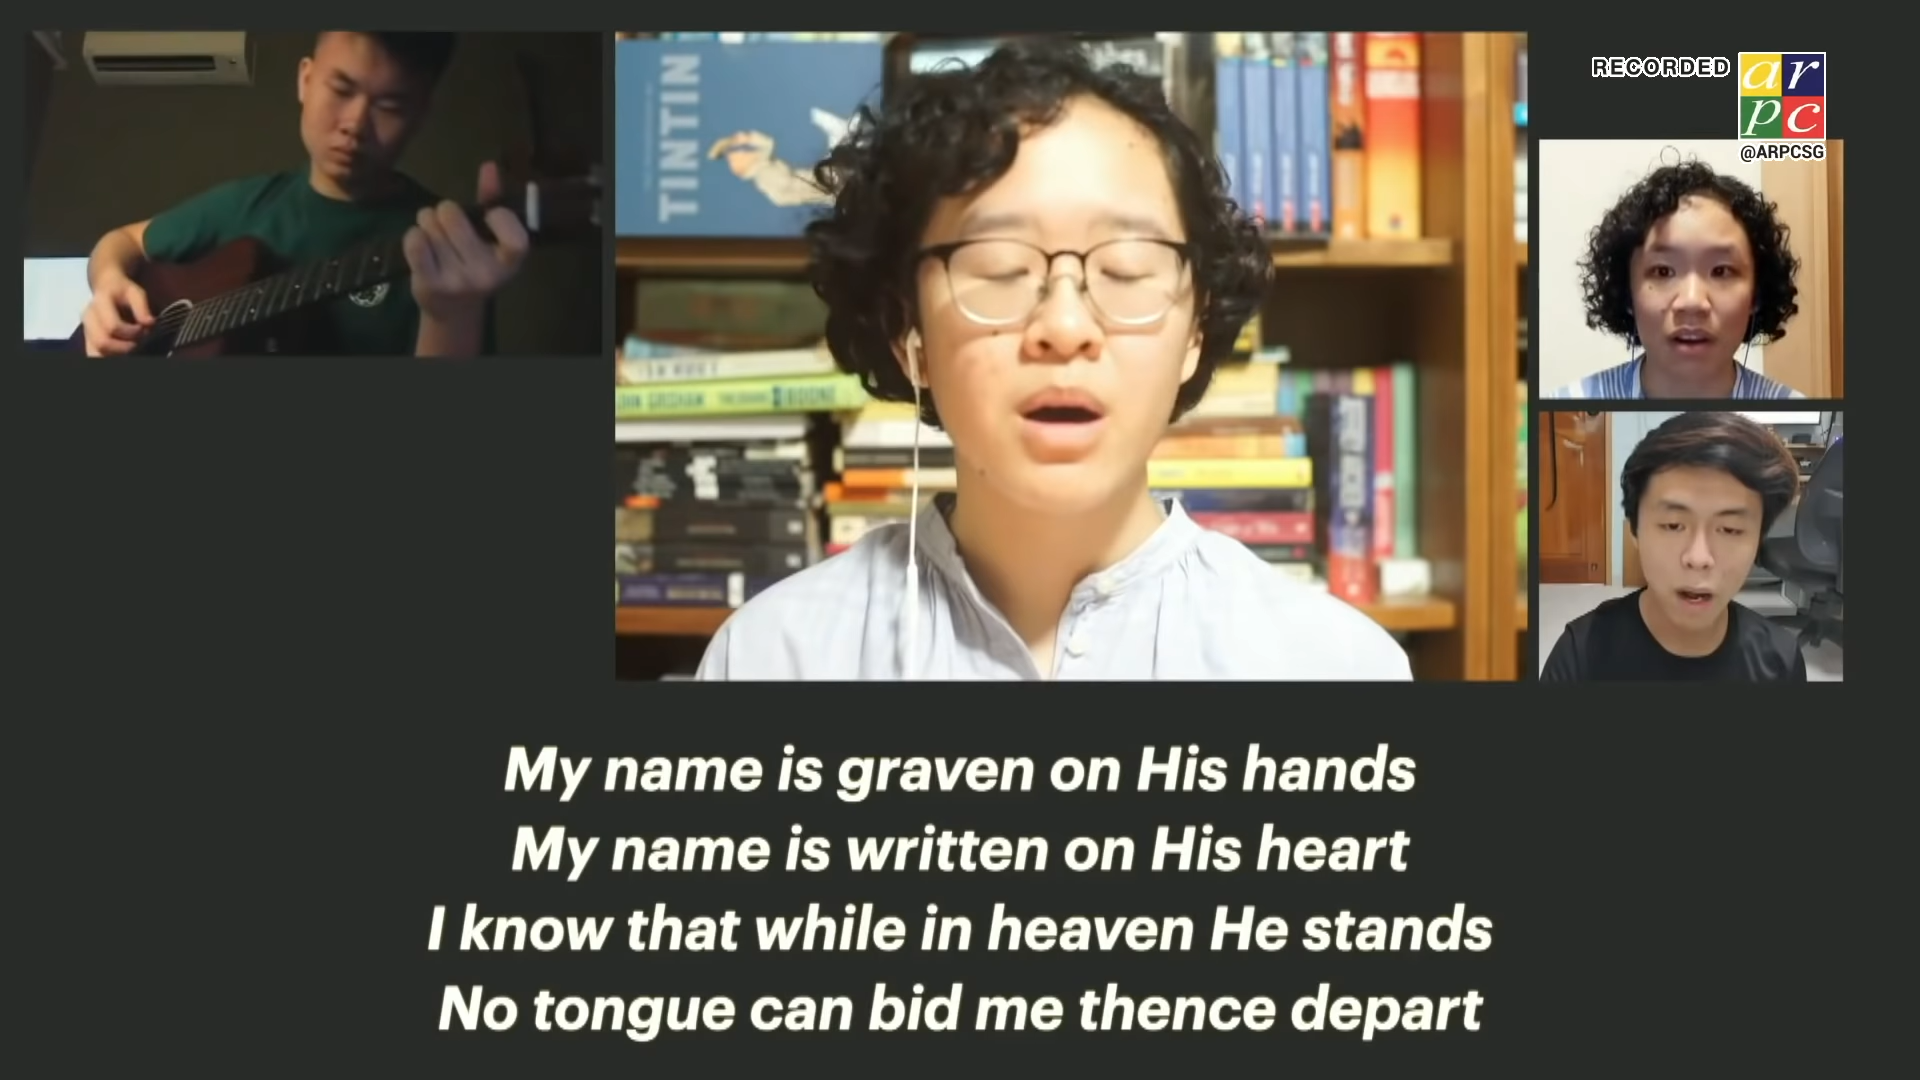 RECORDED
ar
pc
@ARPCSG
TINTIN
My name is graven on His hands
My name is written on His heart
I know that while in heaven He stands
No tongue can bid me thence depart